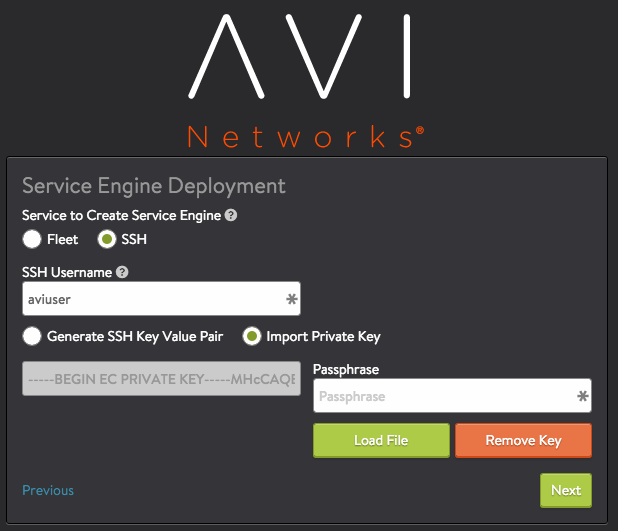 AVI
Networks®
Service Engine Deployment
Service to Create Service Engine ?
Fleet SSH
SSH Username ?
aviuser *
Generate SSH Key Value Pair Import Private Key
-----BEGIN EC PRIVATE KEY-----MHcCAQE
Passphrase
Passphrase *
Load File Remove Key
Previous Next